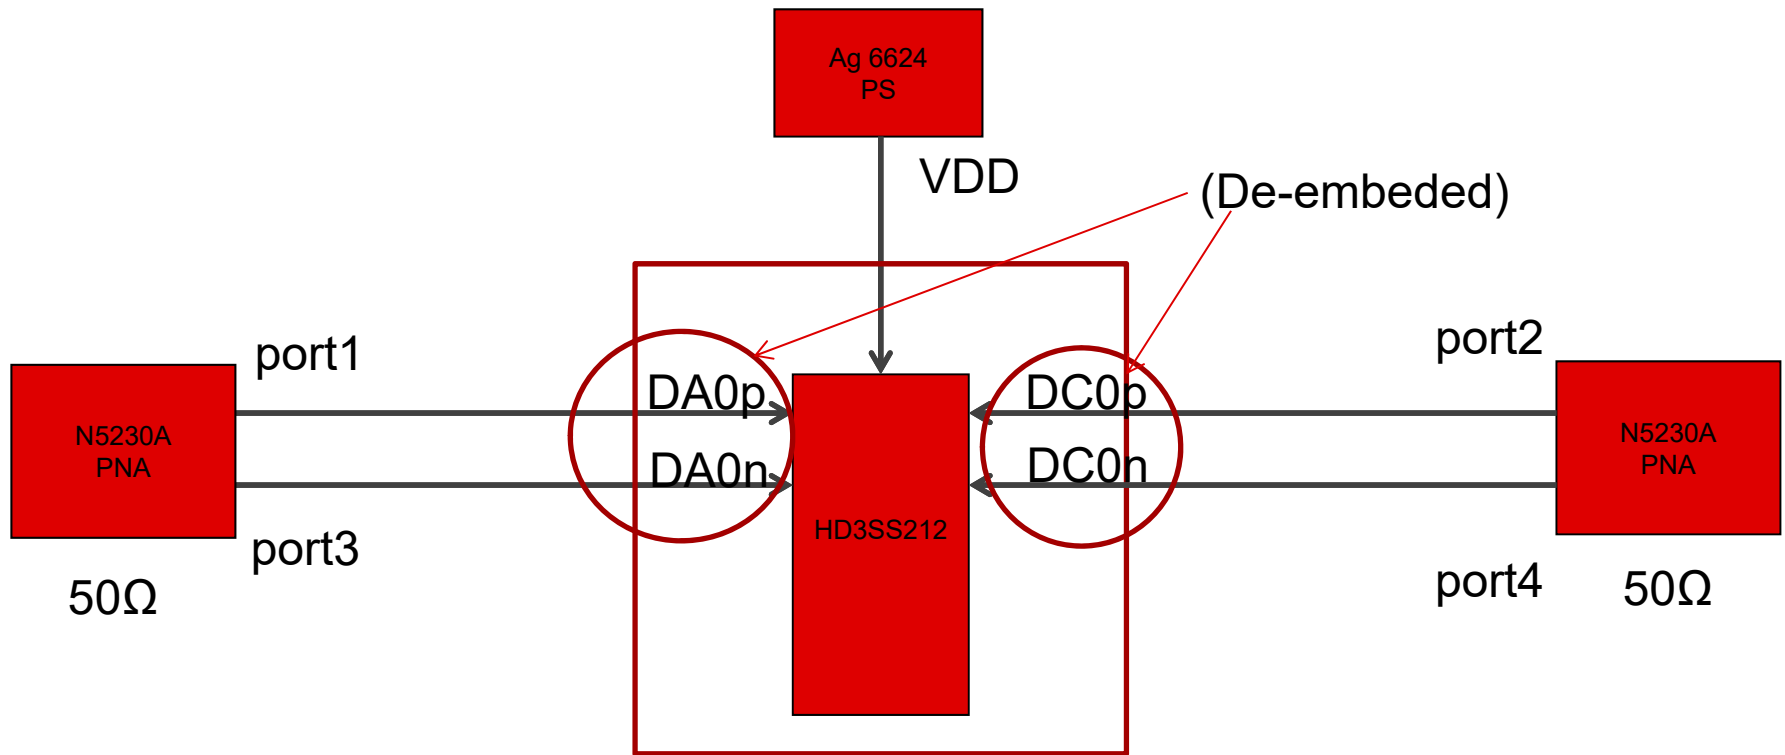 Ag 6624
PS
VDD
(De-embeded)
port1
port2
DA0p
DC0p
N5230A
PNA
N5230A
PNA
DA0n
DC0n
HD3SS212
port3
port4
50Ω
50Ω